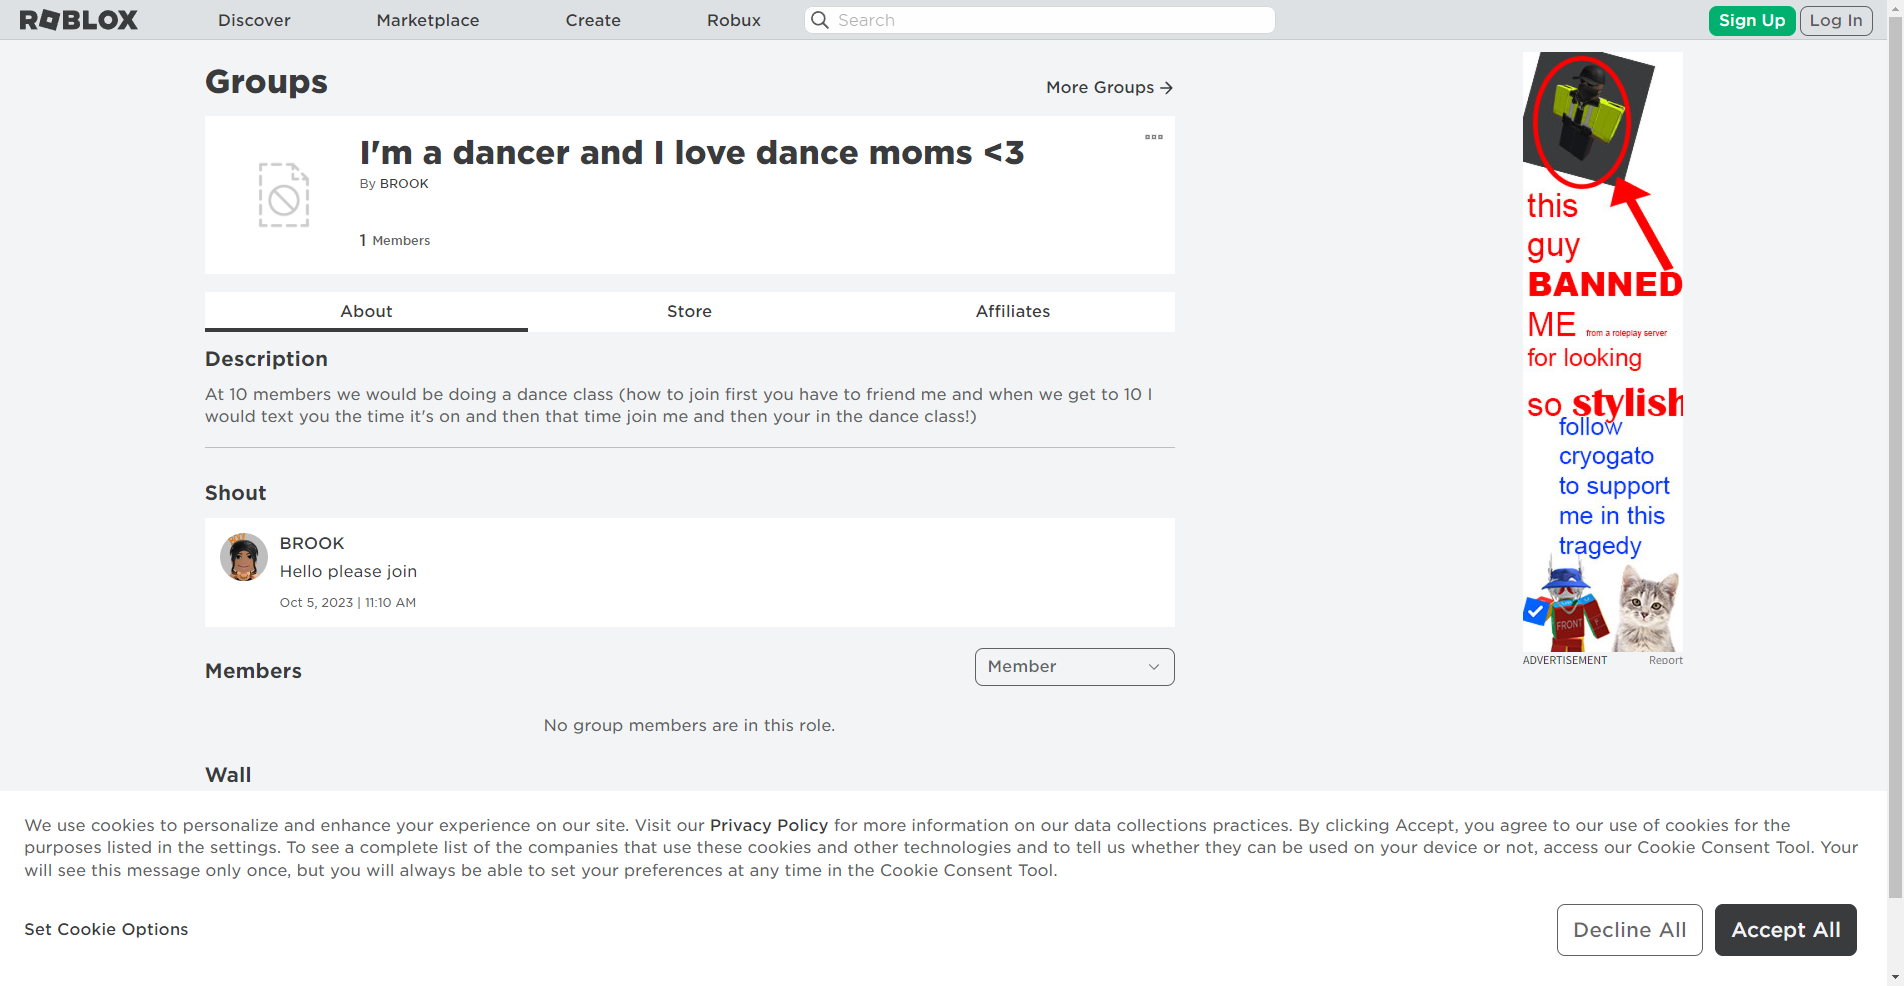 ROBLOX
Discover
Marketplace
Create
Robux
Search
Sign Up
Log In
Groups
More Groups →
I'm a dancer and I love dance moms <3
By BROOK
1 Members
About
Store
Affiliates
Description
At 10 members we would be doing a dance class (how to join first you have to friend me and when we get to 10 I
would text you the time it's on and then that time join me and then your in the dance class!)
Shout
BROOK
Hello please join
Oct 5, 2023 | 11:10 AM
Members
Member
No group members are in this role.
Wall
this
guy
BANNED
ME from a roleplay server
for looking
so stylish
follow
cryogato
to support
me in this
tragedy
FRONT
F
ADVERTISEMENT
Report
We use cookies to personalize and enhance your experience on our site. Visit our Privacy Policy for more information on our data collections practices. By clicking Accept, you agree to our use of cookies for the
purposes listed in the settings. To see a complete list of the companies that use these cookies and other technologies and to tell us whether they can be used on your device or not, access our Cookie Consent Tool. Your
will see this message only once, but you will always be able to set your preferences at any time in the Cookie Consent Tool.
Set Cookie Options
Decline All
Accept All